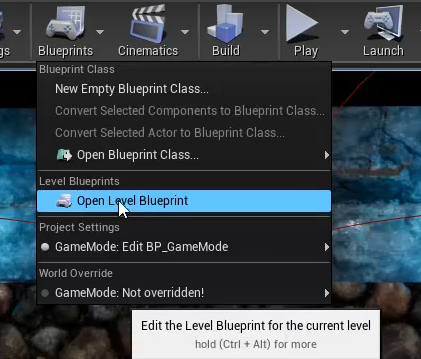 gs Blueprints Cinematics Build Play Launch
Blueprint Class
New Empty Blueprint Class...
Convert Selected Components to Blueprint Class...
Convert Selected Actor to Blueprint Class...
Open Blueprint Class...
Level Blueprints
Open Level Blueprint
Project Settings
GameMode: Edit BP_GameMode
World Override
GameMode: Not overridden!
Edit the Level Blueprint for the current level
hold (Ctrl + Alt) for more